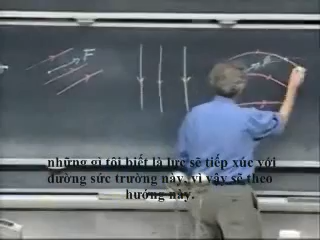 F
những gì tôi biết là lực sẽ tiếp xúc với
đường sức trường này, vì vậy sẽ theo
hướng này.